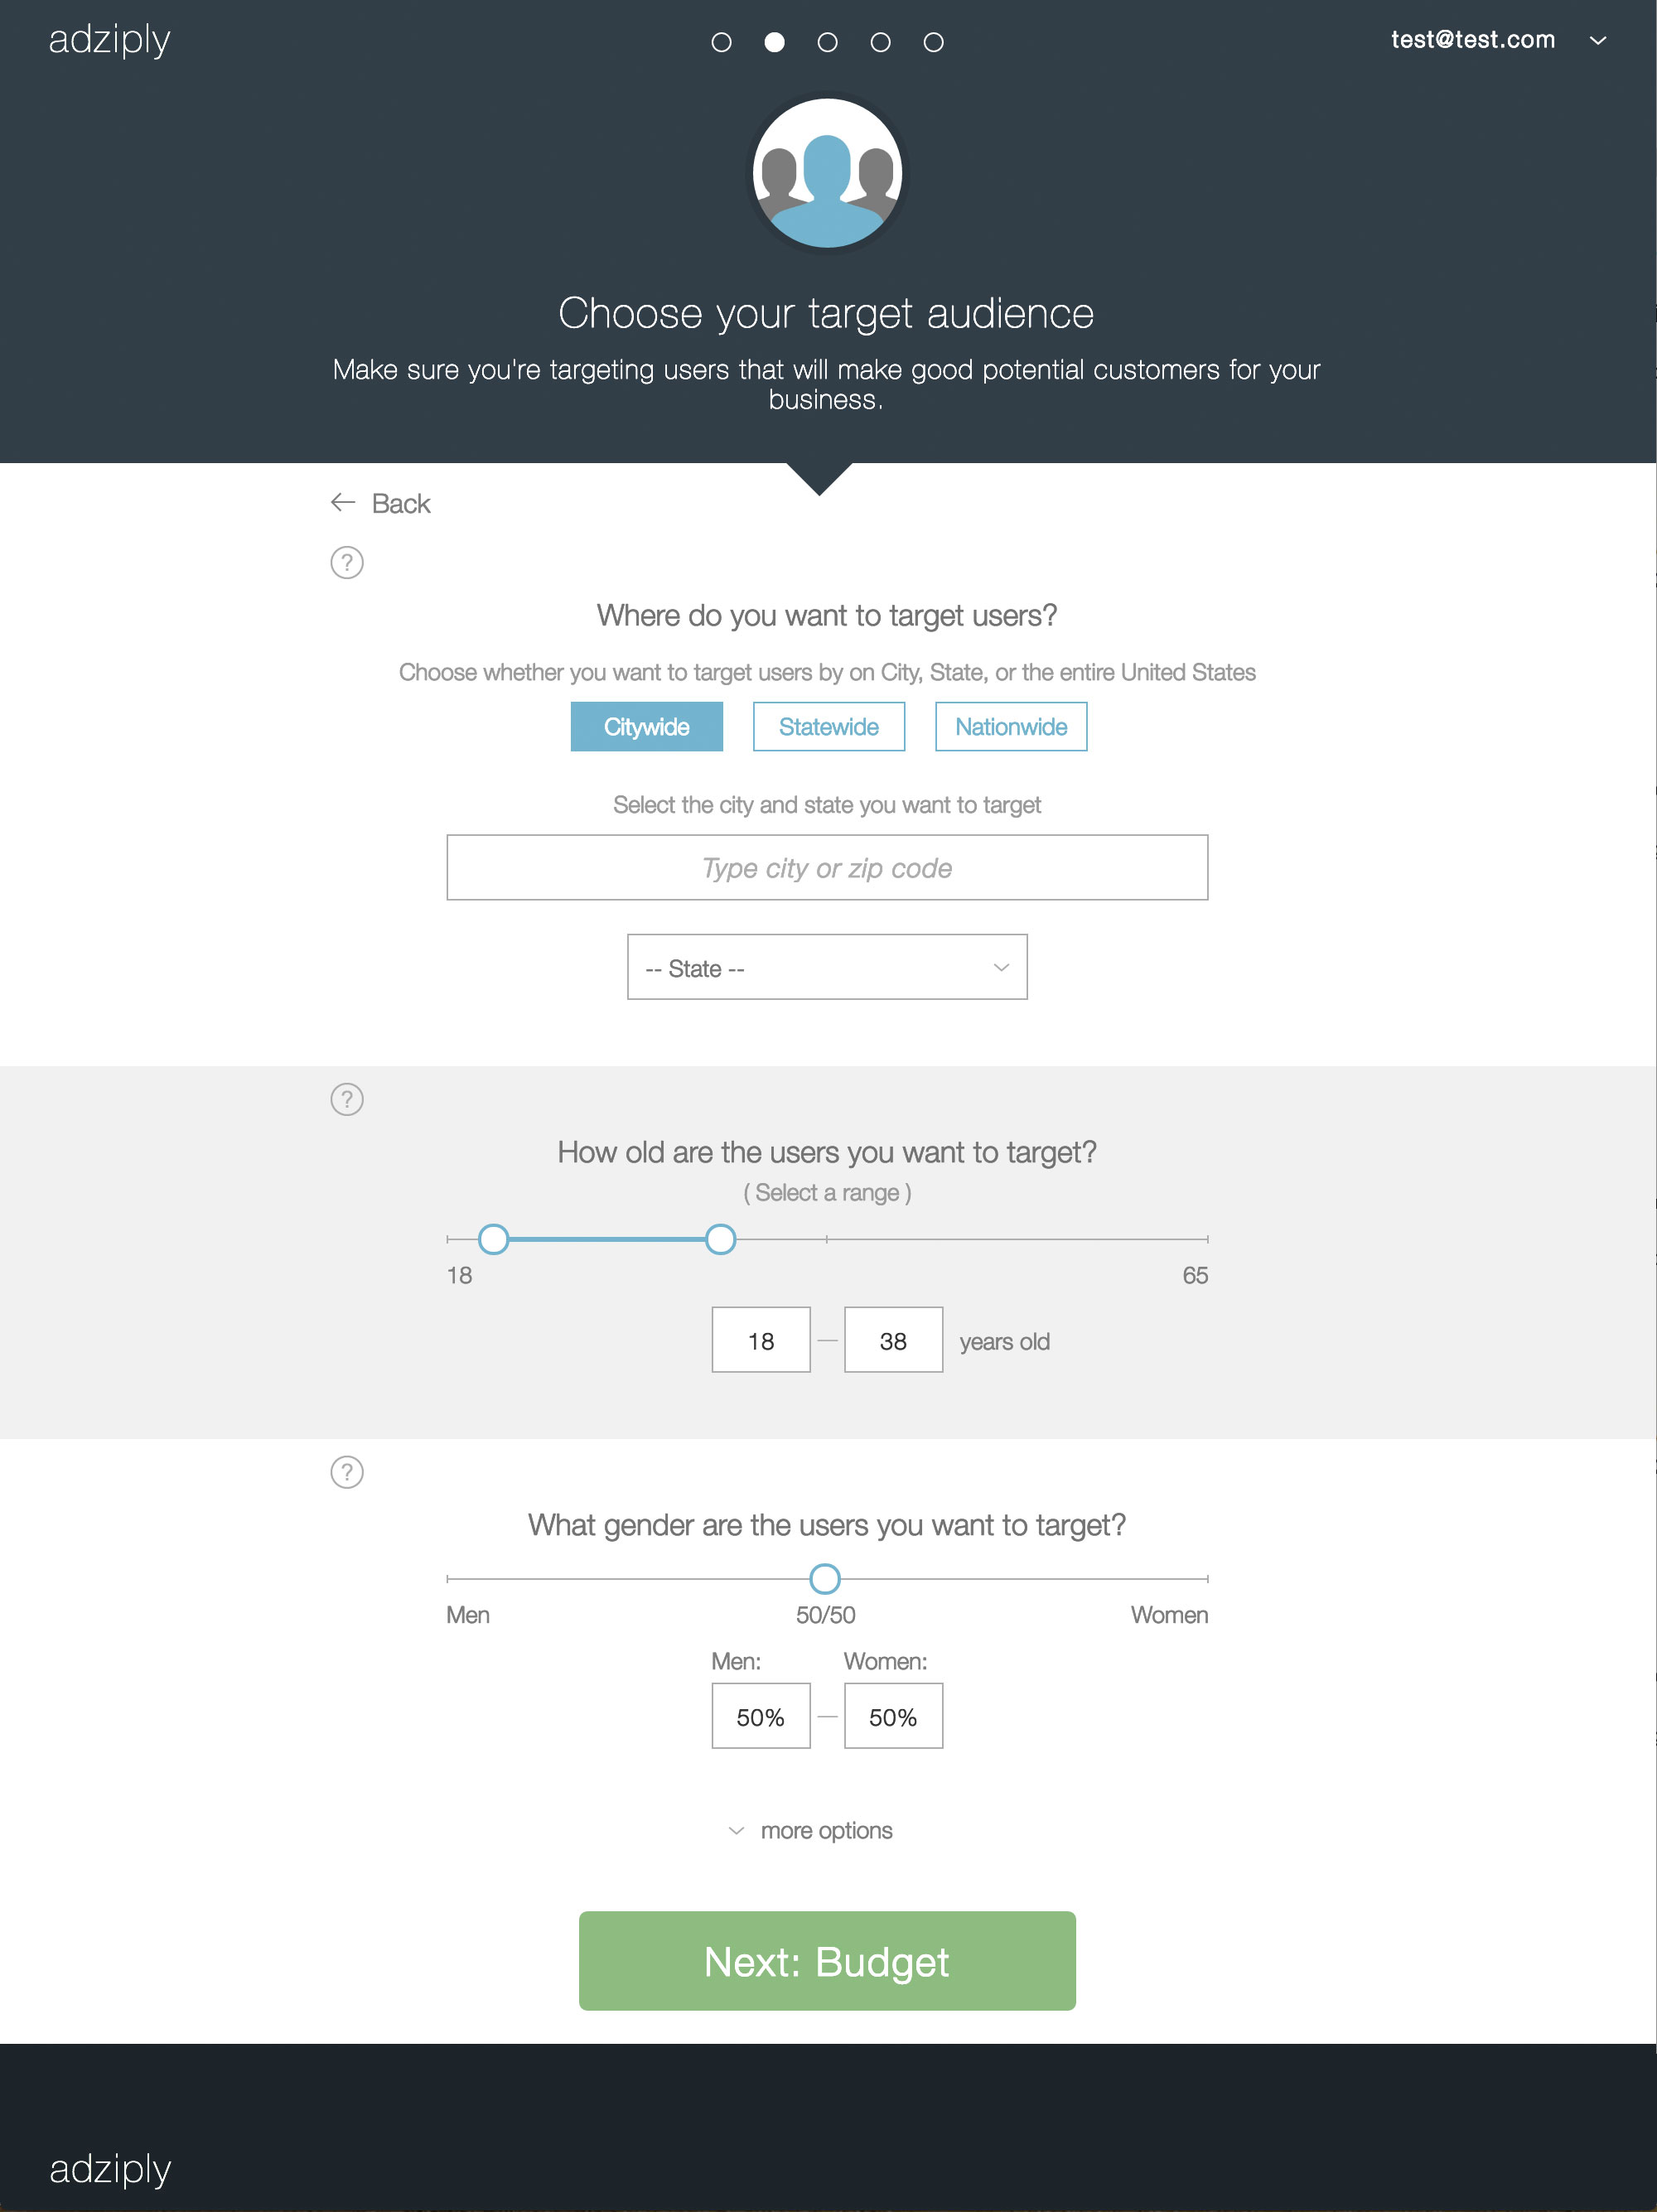 adziply
test@test.com
Choose your target audience
Make sure you're targeting users that will make good potential customers for your
business.
Back
?
Where do you want to target users?
Choose whether you want to target users by on City, State, or the entire United States
Citywide Statewide Nationwide
Select the city and state you want to target
Type city or zip code
-- State --
?
How old are the users you want to target?
( Select a range )
18 65
18 — 38 years old
?
What gender are the users you want to target?
Men 50/50 Women
Men: Women:
50% — 50%
more options
Next: Budget
adziply